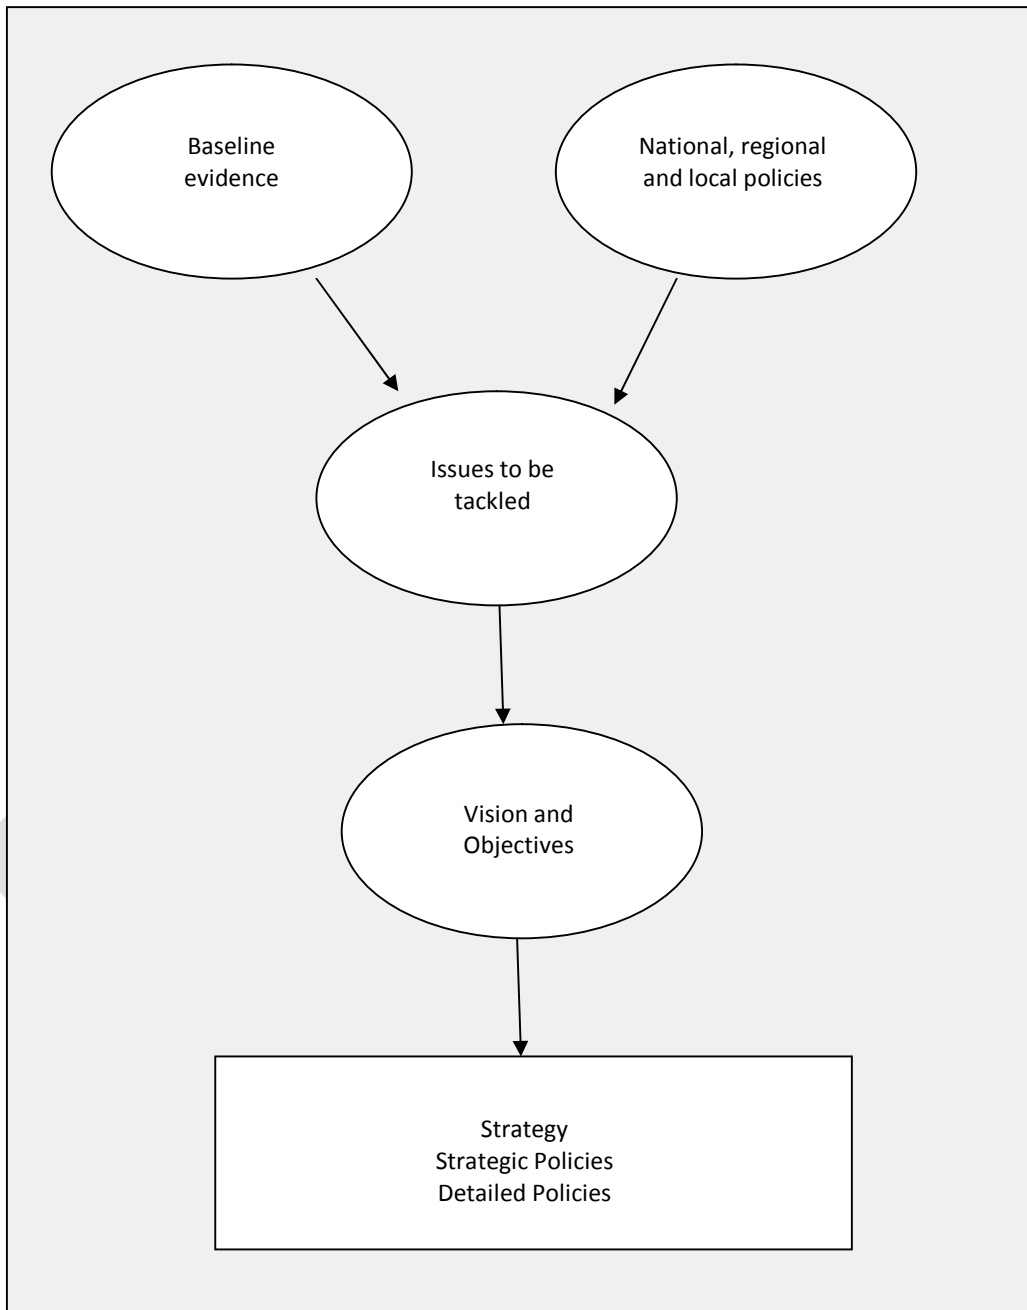 Baseline
evidence
National, regional
and local policies
Issues to be
tackled
Vision and
Objectives
Strategy
Strategic Policies
Detailed Policies